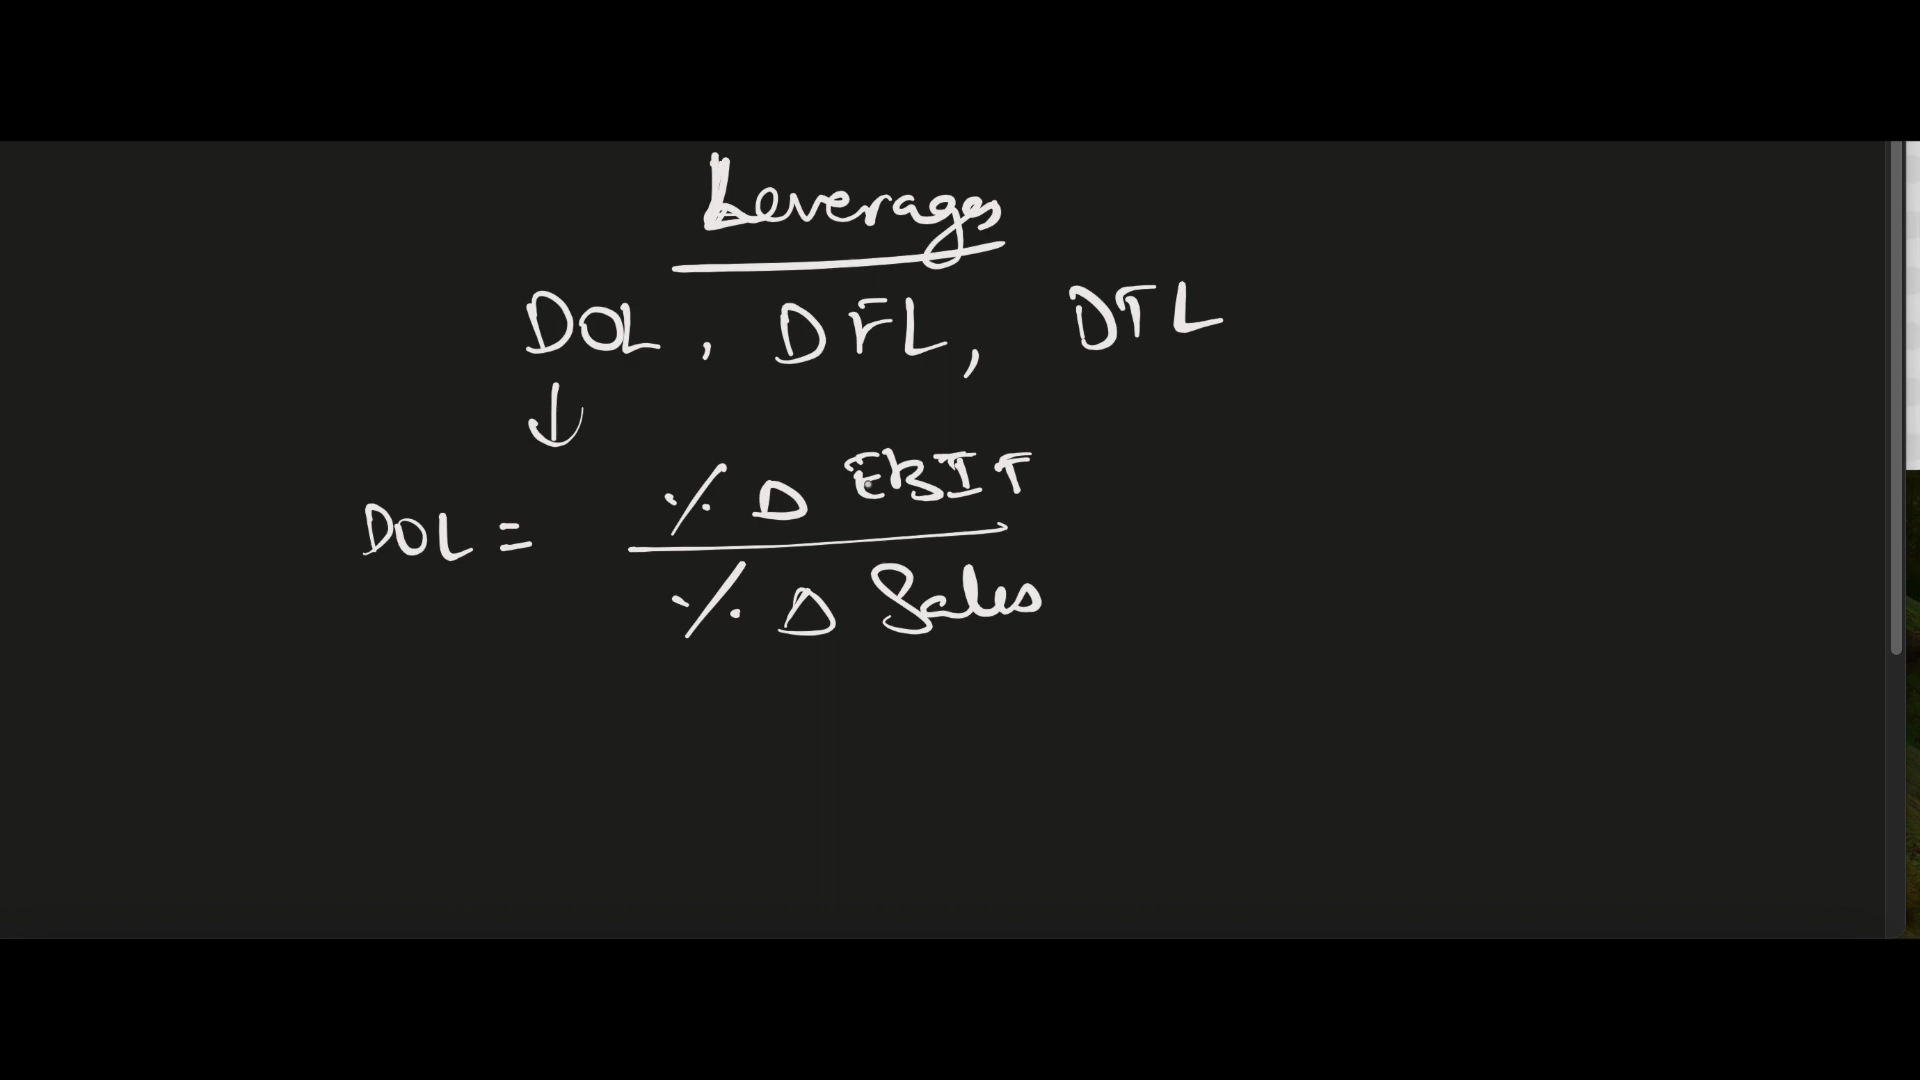 Leverages
DOL, DFL, DTL
↓
DOL = % Δ EBIT
% Δ Sales